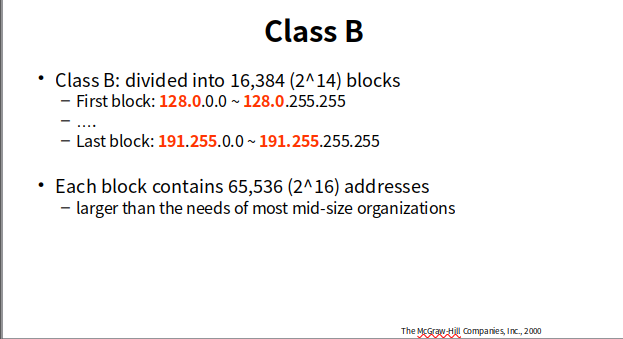 Class B
• Class B: divided into 16,384 (2^14) blocks
– First block: 128.0.0.0 ~ 128.0.255.255
– ....
– Last block: 191.255.0.0 ~ 191.255.255.255
• Each block contains 65,536 (2^16) addresses
– larger than the needs of most mid-size organizations
The McGraw-Hill Companies, Inc., 2000